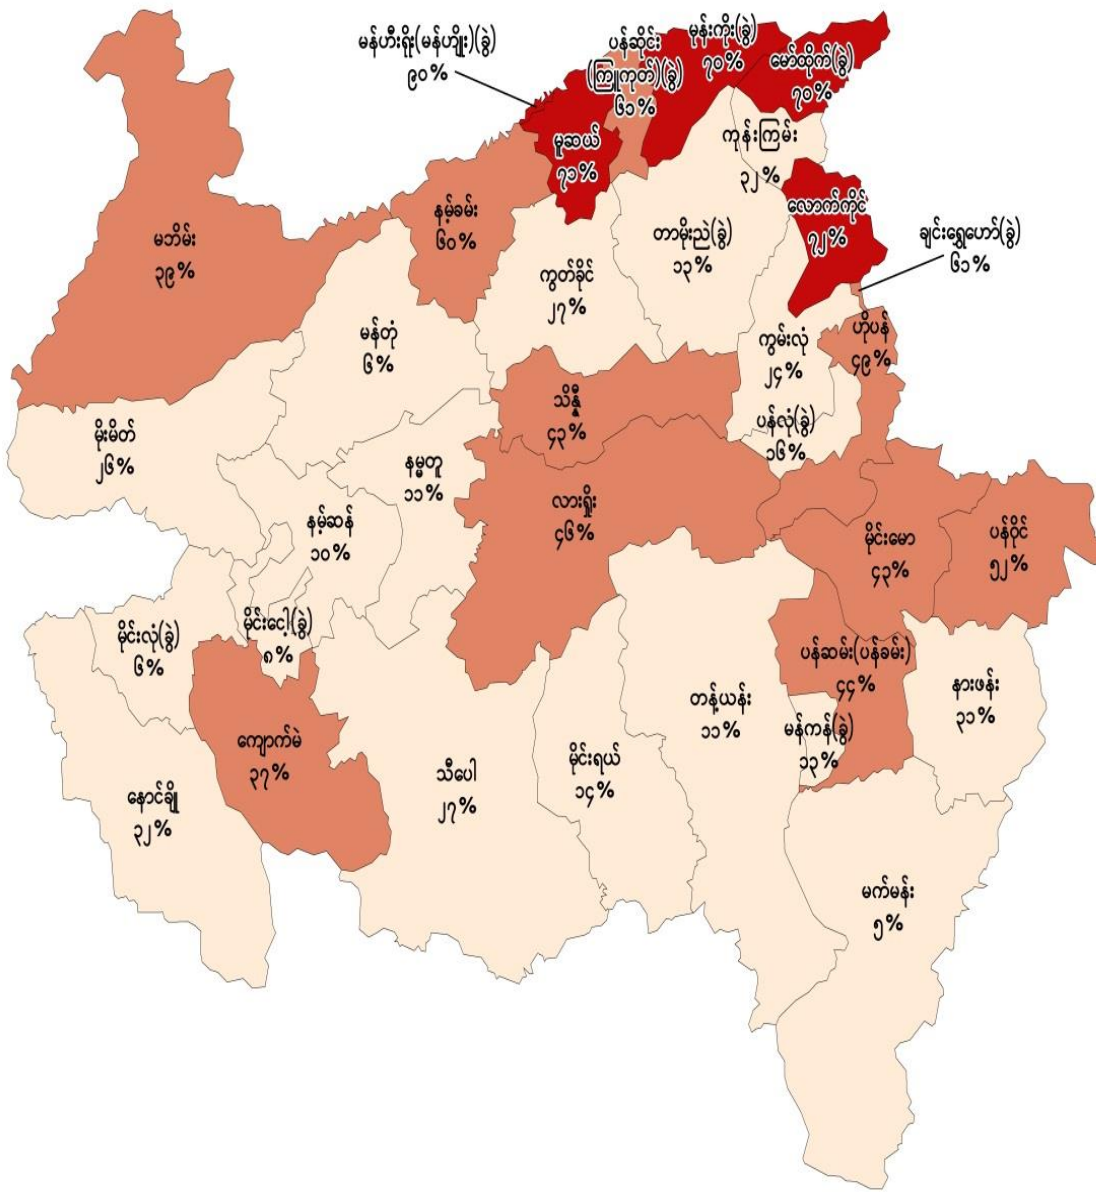 မန်ဟီးရိုး(မန်ဟျိုး)(ခွဲ)
၉၀%
ပန်ဆိုင်း
(ကြူကုတ်)(ခွဲ)
၆၁%
မုန်းကိုး(ခွဲ)
၇၀%
မော်ထိုက်(ခွဲ)
၇၀%
မူဆယ်
၇၁%
ကုန်းကြမ်း
၃၂%
လောက်ကိုင်
၇၂%
ချင်းရွှေဟော်(ခွဲ)
၆၁%
မဘိမ်း
၃၉%
နမ့်ခမ်း
၆၀%
တာမိုးညဲ(ခွဲ)
၁၃%
ကွတ်ခိုင်
၂၇%
မန်တုံ
၆%
ကွမ်းလုံ
၂၄%
ဟိုပန်
၄၉%
သိန္နီ
၄၃%
ပန်လုံ(ခွဲ)
၁၆%
မိုးမိတ်
၂၆%
နမ္မတူ
၁၁%
လားရှိုး
၄၆%
နမ့်ဆန်
၁၀%
မိုင်းမော
၄၃%
ပန်ဝိုင်
၅၂%
မိုင်းလုံ(ခွဲ)
၆%
မိုင်းငေါ့(ခွဲ)
၈%
ပန်ဆမ်း(ပန်ခမ်း)
၄၄%
နားဖန်း
၃၁%
တန့်ယန်း
၁၁%
မန်ကန်(ခွဲ)
၁၃%
ကျောက်မဲ
၃၇%
သီပေါ
၂၇%
မိုင်းရယ်
၁၄%
နောင်ချို
၃၂%
မက်မန်း
၅%